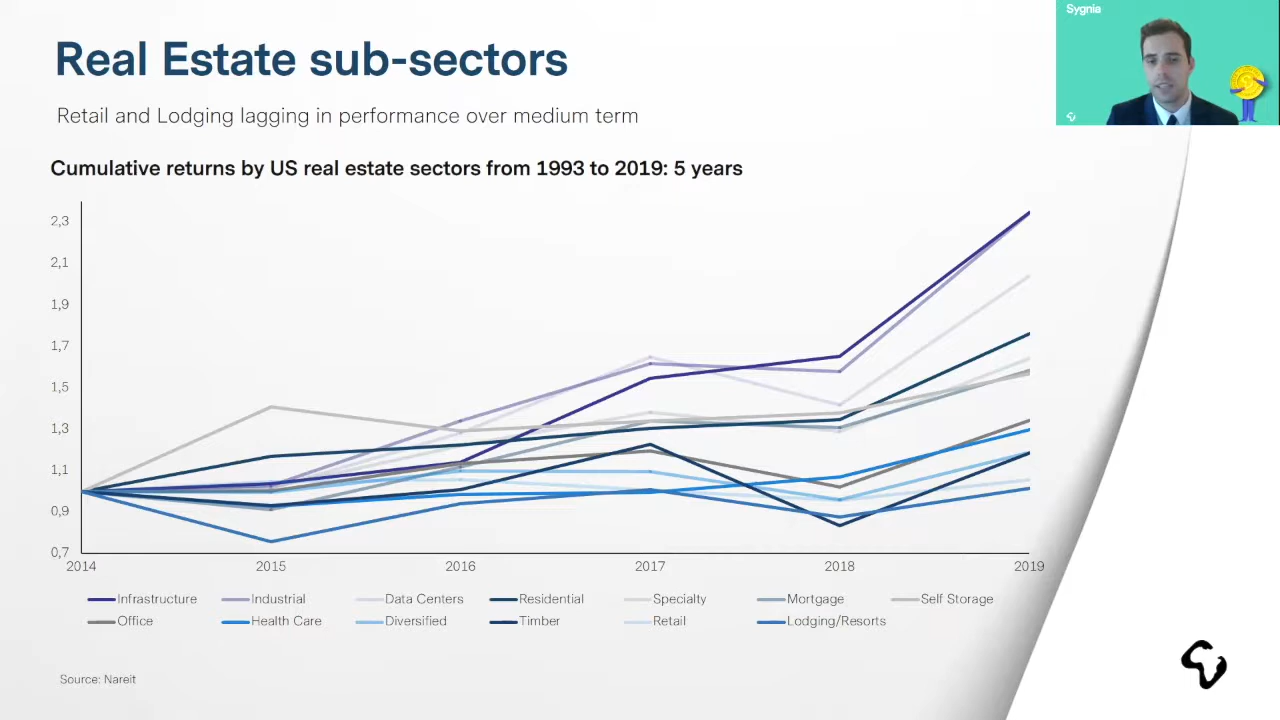 Sygnia
Real Estate sub-sectors
Retail and Lodging lagging in performance over medium term
Cumulative returns by US real estate sectors from 1993 to 2019: 5 years
2,3
2,1
1,9
1,7
1,5
1,3
1,1
0,9
0,7
2014 2015 2016 2017 2018 2019
Infrastructure Industrial Data Centers Residential Specialty Mortgage Self Storage
Office Health Care Diversified Timber Retail Lodging/Resorts
Source: Nareit